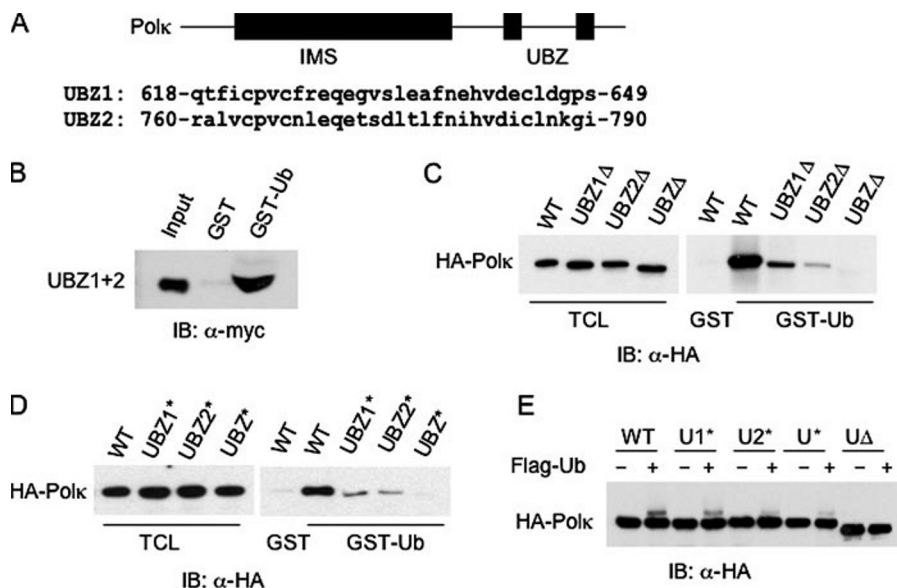 A
Polκ
IMS
UBZ
UBZ1: 618-qtficpvcfreqegvsleafnehvdecldgps-649
UBZ2: 760-ralvcpvcnleqetsdltlfnihvdiclnkgi-790
B
Input
GST
GST-Ub
UBZ1+2
IB: α-myc
C
WT
UBZ1Δ
UBZ2Δ
UBZΔ
WT
WT
UBZ1Δ
UBZ2Δ
UBZΔ
HA-Polκ
TCL
GST
GST-Ub
IB: α-HA
D
WT
UBZ1*
UBZ2*
UBZ*
WT
WT
UBZ1*
UBZ2*
UBZ*
HA-Polκ
TCL
GST
GST-Ub
IB: α-HA
E
WT U1* U2* U* UΔ
Flag-Ub − + − + − + − + − +
HA-Polκ
IB: α-HA